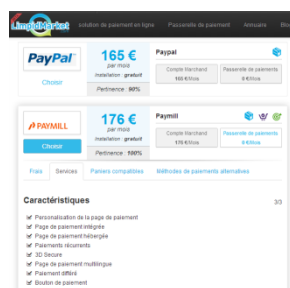 LimpidMarket solution de paiement en ligne Passerelle de paiement Annuaire Blog
PayPal
Choisir
165 €
par mois
Installation : gratuit
Pertinence : 90%
Paypal
Compte Marchand
165 €/Mois
Passerelle de paiements
0 €/Mois
PAYMILL
Choisir
176 €
par mois
Installation : gratuit
Pertinence : 100%
Paymill
Compte Marchand
176 €/Mois
Passerelle de paiements
0 €/Mois
Frais Services Paniers compatibles Méthodes de paiements alternatives
Caractéristiques
Personalisation de la page de paiement
Page de paiement intégrée
Page de paiement hébergée
Paiements récurrents
3D Secure
Page de paiement multilingue
Paiement différé
Bouton de paiement